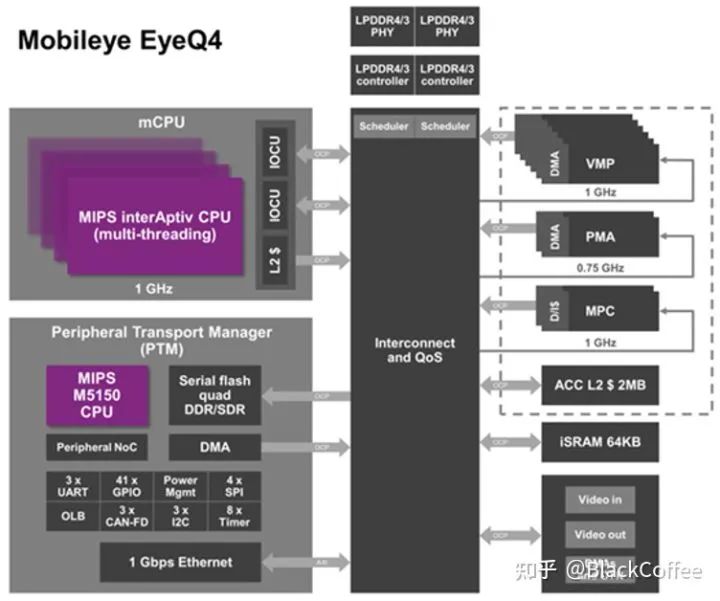 Mobileye EyeQ4
LPDDR4/3
PHY
LPDDR4/3
PHY
LPDDR4/3
controller
LPDDR4/3
controller
mCPU
MIPS interAptiv CPU
(multi-threading)
IOCU
IOCU
L2 $
1 GHz
OCP
OCP
OCP
Scheduler
Scheduler
Interconnect
and QoS
OCP
DMA
VMP
1 GHz
OCP
DMA
PMA
0.75 GHz
OCP
D/I$
MPC
1 GHz
OCP
ACC L2 $ 2MB
OCP
iSRAM 64KB
OCP
Video in
Video out
Peripheral Transport Manager
(PTM)
MIPS
M5150
CPU
Serial flash
quad
DDR/SDR
OCP
Peripheral NoC
DMA
OCP
3 x
UART
41 x
GPIO
Power
Mgmt
4 x
SPI
OLB
3 x
CAN-FD
3 x
I2C
8 x
Timer
1 Gbps Ethernet
知乎 @BlackCoffee